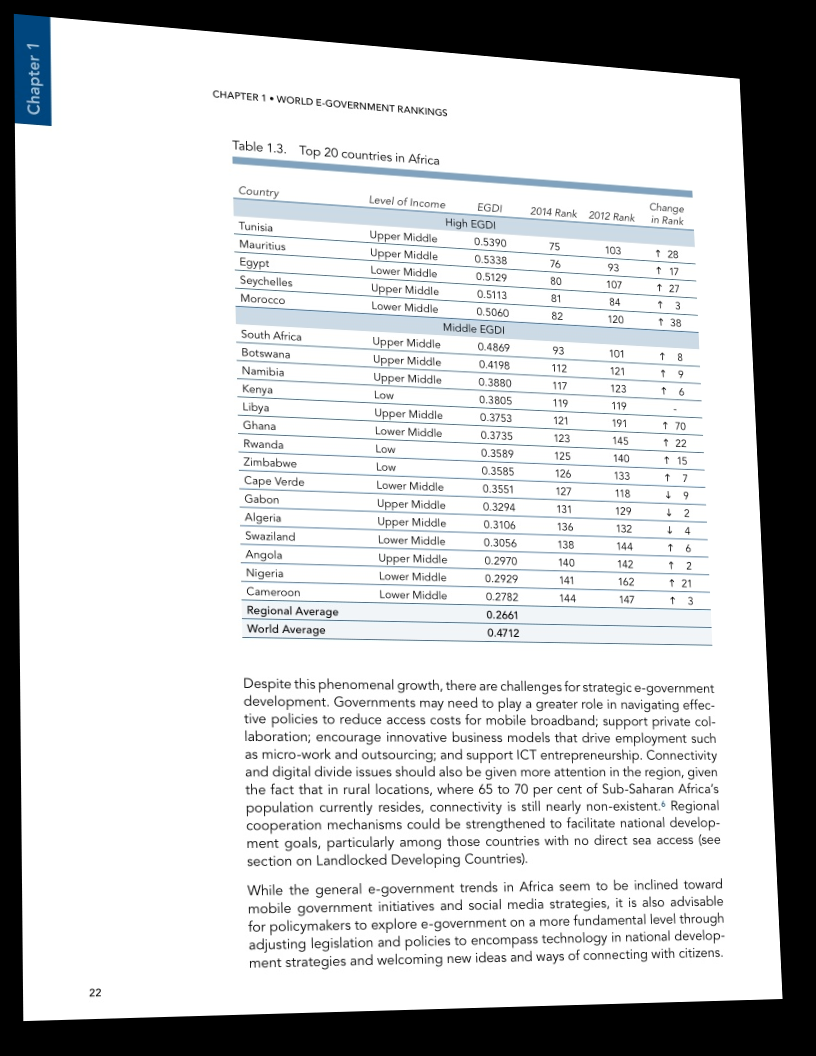 Chapter 1
CHAPTER 1 • WORLD E-GOVERNMENT RANKINGS
Table 1.3. Top 20 countries in Africa
Country Level of Income EGDI 2014 Rank 2012 Rank Change in Rank
High EGDI
Tunisia Upper Middle 0.5390 75 103 ↑ 28
Mauritius Upper Middle 0.5338 76 93 ↑ 17
Egypt Lower Middle 0.5129 80 107 ↑ 27
Seychelles Upper Middle 0.5113 81 84 ↑ 3
Morocco Lower Middle 0.5060 82 120 ↑ 38
Middle EGDI
South Africa Upper Middle 0.4869 93 101 ↑ 8
Botswana Upper Middle 0.4198 112 121 ↑ 9
Namibia Upper Middle 0.3880 117 123 ↑ 6
Kenya Low 0.3805 119 119 -
Libya Upper Middle 0.3753 121 191 ↑ 70
Ghana Lower Middle 0.3735 123 145 ↑ 22
Rwanda Low 0.3589 125 140 ↑ 15
Zimbabwe Low 0.3585 126 133 ↑ 7
Cape Verde Lower Middle 0.3551 127 118 ↓ 9
Gabon Upper Middle 0.3294 131 129 ↓ 2
Algeria Upper Middle 0.3106 136 132 ↓ 4
Swaziland Lower Middle 0.3056 138 144 ↑ 6
Angola Upper Middle 0.2970 140 142 ↑ 2
Nigeria Lower Middle 0.2929 141 162 ↑ 21
Cameroon Lower Middle 0.2782 144 147 ↑ 3
Regional Average 0.2661
World Average 0.4712
Despite this phenomenal growth, there are challenges for strategic e-government
development. Governments may need to play a greater role in navigating effec-
tive policies to reduce access costs for mobile broadband; support private col-
laboration; encourage innovative business models that drive employment such
as micro-work and outsourcing; and support ICT entrepreneurship. Connectivity
and digital divide issues should also be given more attention in the region, given
the fact that in rural locations, where 65 to 70 per cent of Sub-Saharan Africa's
population currently resides, connectivity is still nearly non-existent.⁶ Regional
cooperation mechanisms could be strengthened to facilitate national develop-
ment goals, particularly among those countries with no direct sea access (see
section on Landlocked Developing Countries).
While the general e-government trends in Africa seem to be inclined toward
mobile government initiatives and social media strategies, it is also advisable
for policymakers to explore e-government on a more fundamental level through
adjusting legislation and policies to encompass technology in national develop-
ment strategies and welcoming new ideas and ways of connecting with citizens.
22